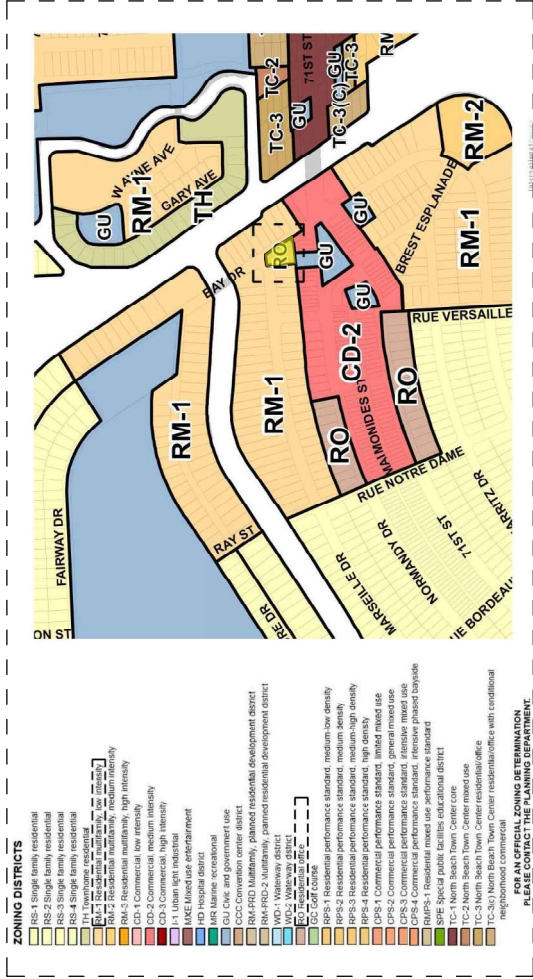 ZONING DISTRICTS
RS-1 Single family residential
RS-2 Single family residential
RS-3 Single family residential
RS-4 Single family residential
TH Townhome residential
RM-1 Residential multifamily, low intensity
RM-2 Residential multifamily, medium intensity
RM-3 Residential multifamily, high intensity
CD-1 Commercial, low intensity
CD-2 Commercial, medium intensity
CD-3 Commercial, high intensity
I-1 Urban light industrial
MXE Mixed use entertainment
HD Hospital district
MR Marine recreational
GU Civic and government use
CCC Convention center district
RM-PRD Multifamily, planned residential development district
RM-PRD-2 Multifamily, planned residential development district
WD-1 Waterway district
WD-2 Waterway district
RO Residential office
GC Golf course
RPS-1 Residential performance standard, medium-low density
RPS-2 Residential performance standard, medium density
RPS-3 Residential performance standard, medium-high density
RPS-4 Residential performance standard, high density
CPS-1 Commercial performance standard, limited mixed use
CPS-2 Commercial performance standard, general mixed use
CPS-3 Commercial performance standard, intensive mixed use
CPS-4 Commercial performance standard, intensive phased bayside
RMPS-1 Residential mixed use performance standard
SPE Special public facilites educational district
TC-1 North Beach Town Center core
TC-2 North Beach Town Center mixed use
TC-3 North Beach Town Center residential/office
TC-3(c) North Beach Town Center residential/office with conditional
neighborhood commercial
FOR AN OFFICIAL ZONING DETERMINATION
PLEASE CONTACT THE PLANNING DEPARTMENT.
ON ST
FAIRWAY DR
RAY ST
RE DR
RM-1
BAY DR
RM-1
GU
WAYNE AVE
RM-1
GARY AVE
TH
TC-2
TC-3
GU
71ST ST
TC-3(C)
GU
TC-3
RM
RO
RO
GU
GU
GU
CD-2
MAIMONIDES ST
RO
RUE NOTRE DAME
RUE VERSAILLE
BREST ESPLANADE
RM-1
RM-2
MARSEILLE DR
NORMANDY DR
71ST ST
ARRITZ DR
UE BORDEAU